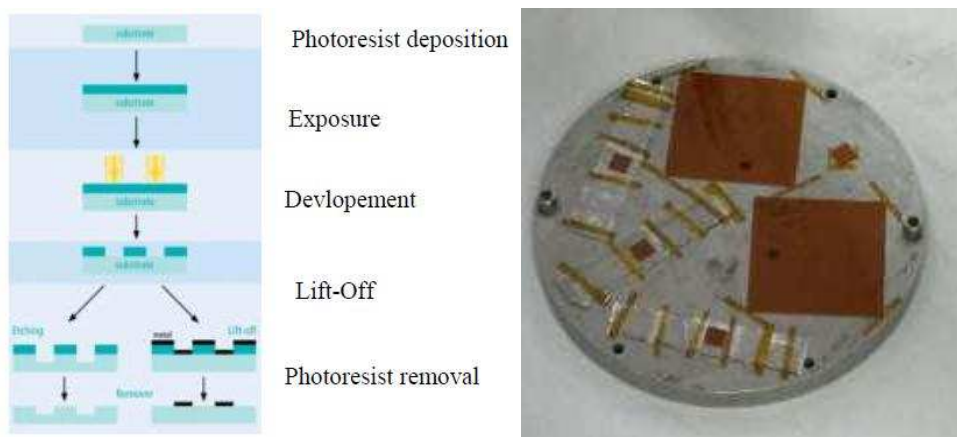 substrate
Photoresist deposition
substrate
Exposure
substrate
Devlopement
substrate
Lift-Off
Etching
metal
Lift-off
Photoresist removal
Remover